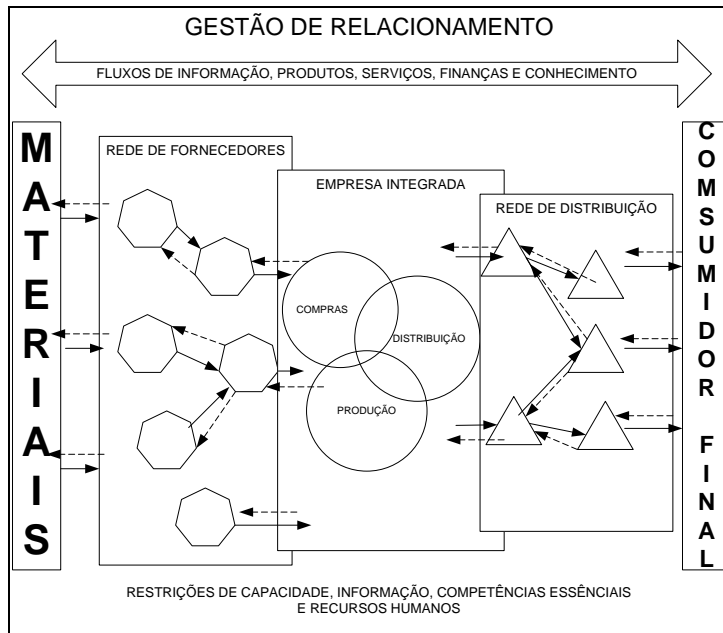 GESTÃO DE RELACIONAMENTO
FLUXOS DE INFORMAÇÃO, PRODUTOS, SERVIÇOS, FINANÇAS E CONHECIMENTO
MATERIAIS
REDE DE FORNECEDORES
EMPRESA INTEGRADA
COMPRAS
DISTRIBUIÇÃO
PRODUÇÃO
REDE DE DISTRIBUIÇÃO
COMSUMIDOR FINAL
RESTRIÇÕES DE CAPACIDADE, INFORMAÇÃO, COMPETÊNCIAS ESSÊNCIAIS
E RECURSOS HUMANOS